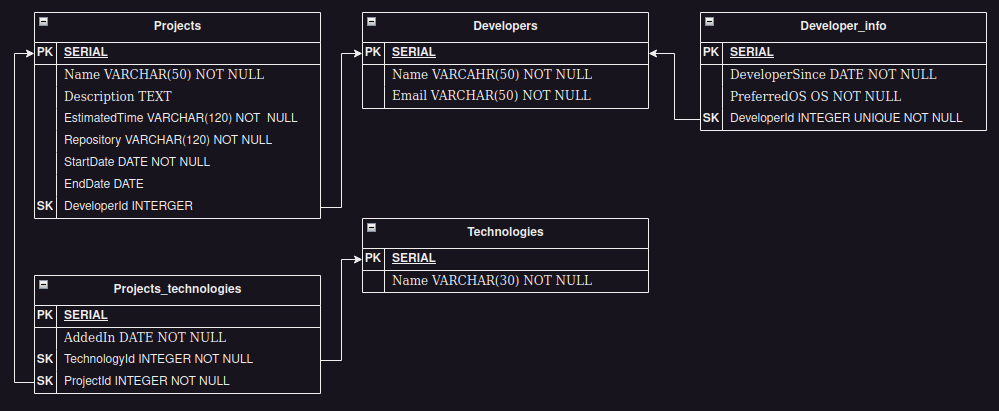 Projects
PK SERIAL
Name VARCHAR(50) NOT NULL
Description TEXT
EstimatedTime VARCHAR(120) NOT  NULL
Repository VARCHAR(120) NOT NULL
StartDate DATE NOT NULL
EndDate DATE
SK DeveloperId INTERGER
Developers
PK SERIAL
Name VARCAHR(50) NOT NULL
Email VARCHAR(50) NOT NULL
Developer_info
PK SERIAL
DeveloperSince DATE NOT NULL
PreferredOS OS NOT NULL
SK DeveloperId INTEGER UNIQUE NOT NULL
Technologies
PK SERIAL
Name VARCHAR(30) NOT NULL
Projects_technologies
PK SERIAL
AddedIn DATE NOT NULL
SK TechnologyId INTEGER NOT NULL
SK ProjectId INTEGER NOT NULL